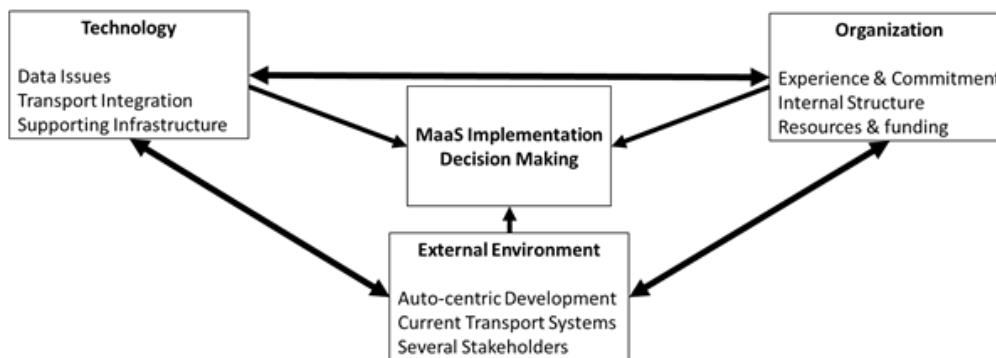 Technology
Data Issues
Transport Integration
Supporting Infrastructure
Organization
Experience & Commitment
Internal Structure
Resources & funding
MaaS Implementation
Decision Making
External Environment
Auto-centric Development
Current Transport Systems
Several Stakeholders